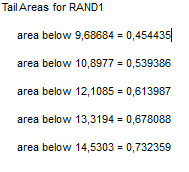 Tail Areas for RAND1
area below 9,68684 = 0,454435
area below 10,8977 = 0,539386
area below 12,1085 = 0,613987
area below 13,3194 = 0,678088
area below 14,5303 = 0,732359